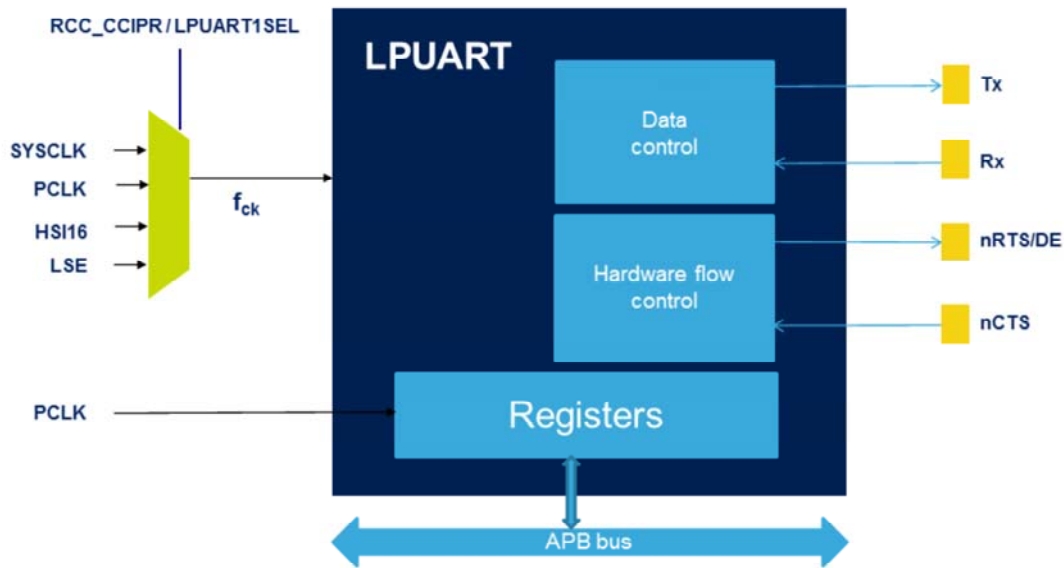 RCC_CCIPR / LPUART1SEL
LPUART
SYSCLK
PCLK
HSI16
LSE
fck
Data
control
Tx
Rx
Hardware flow
control
nRTS/DE
nCTS
PCLK
Registers
APB bus